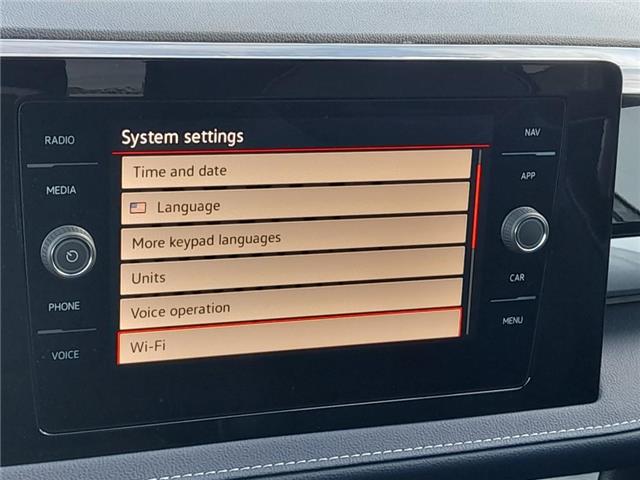 System settings
RADIO
MEDIA
PHONE
VOICE
Time and date
Language
More keypad languages
Units
Voice operation
Wi-Fi
NAV
APP
CAR
MENU